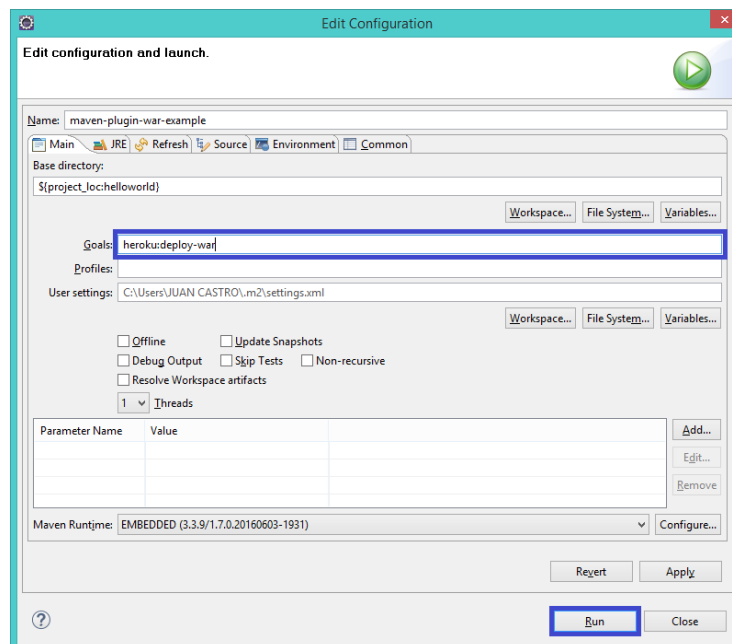 Edit Configuration
Edit configuration and launch.
Name: maven-plugin-war-example
Main JRE Refresh Source Environment Common
Base directory:
${project_loc:helloworld}
Workspace... File System... Variables...
Goals: heroku:deploy-war
Profiles:
User settings: C:\Users\JUAN CASTRO\.m2\settings.xml
Workspace... File System... Variables...
Offline Update Snapshots
Debug Output Skip Tests Non-recursive
Resolve Workspace artifacts
1 Threads
Parameter Name Value Add...
Edit...
Remove
Maven Runtime: EMBEDDED (3.3.9/1.7.0.20160603-1931) Configure...
Revert Apply
? Run Close